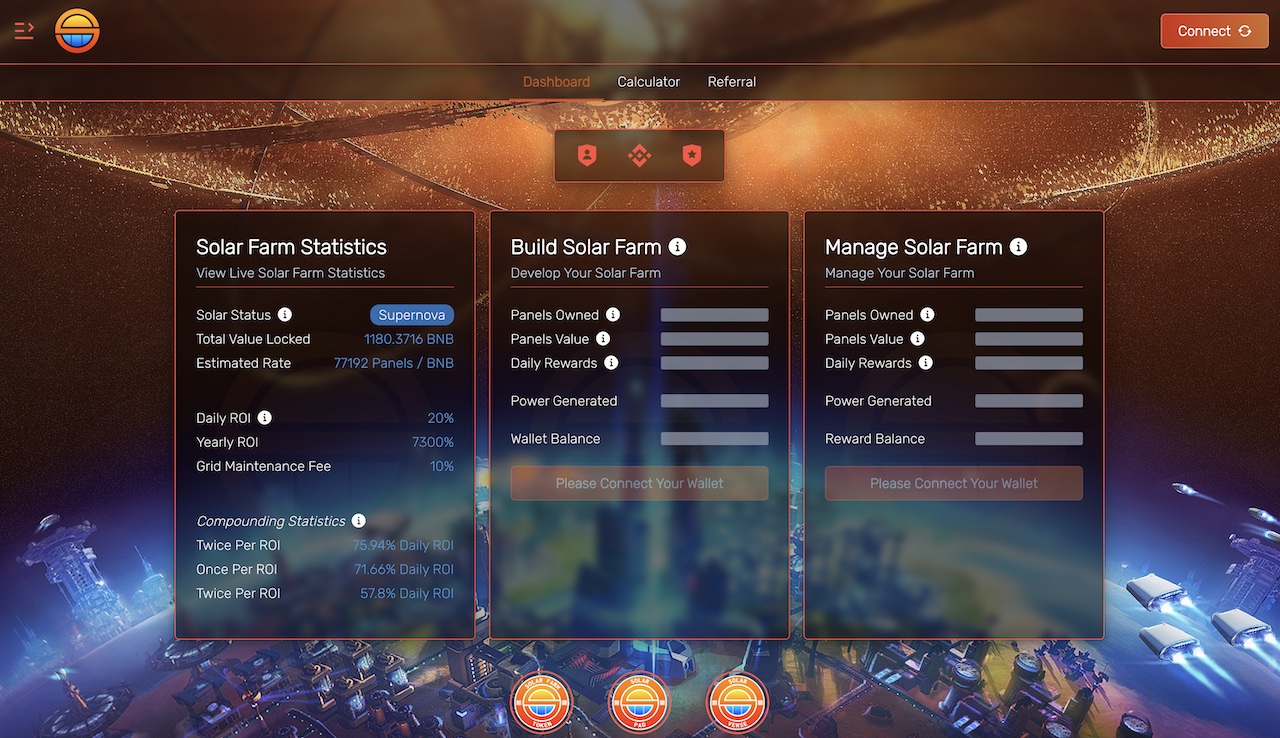 Connect
Dashboard Calculator Referral
Solar Farm Statistics
View Live Solar Farm Statistics
Solar Status Supernova
Total Value Locked 1180.3716 BNB
Estimated Rate 77192 Panels / BNB
Daily ROI 20%
Yearly ROI 7300%
Grid Maintenance Fee 10%
Compounding Statistics
Twice Per ROI 75.94% Daily ROI
Once Per ROI 71.66% Daily ROI
Twice Per ROI 57.8% Daily ROI
Build Solar Farm
Develop Your Solar Farm
Panels Owned
Panels Value
Daily Rewards
Power Generated
Wallet Balance
Please Connect Your Wallet
Manage Solar Farm
Manage Your Solar Farm
Panels Owned
Panels Value
Daily Rewards
Power Generated
Reward Balance
Please Connect Your Wallet
SOLAR FARM
TOKEN
SOLAR
PAD
SOLAR
VERSE